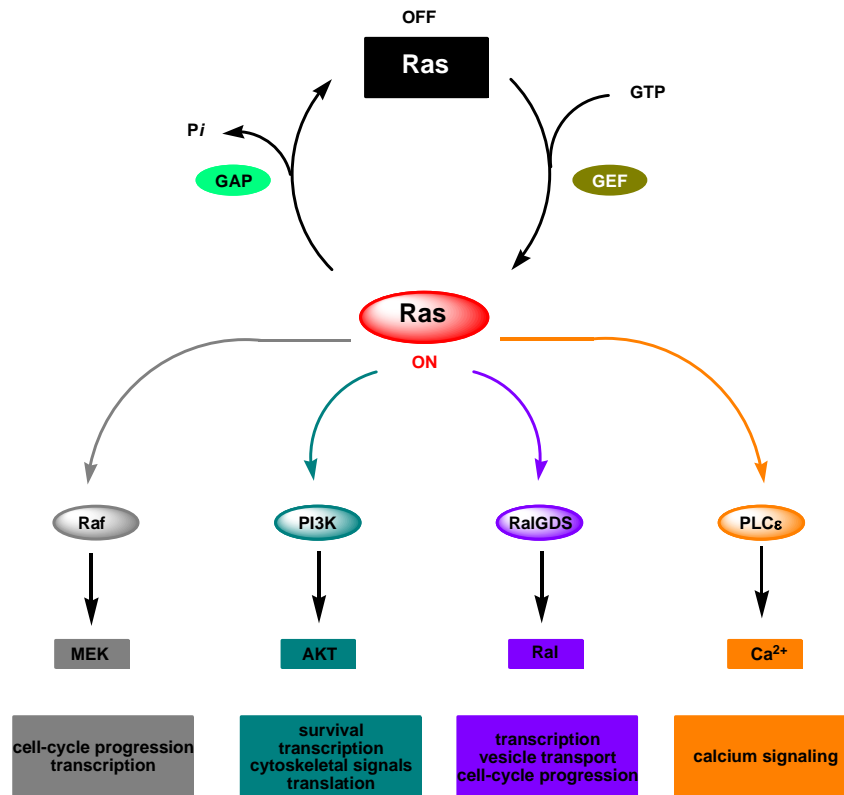 OFF
Ras
GTP
Pi
GAP
GEF
Ras
ON
Raf
PI3K
RalGDS
PLCε
MEK
AKT
Ral
Ca²⁺
cell-cycle progression
transcription
survival
transcription
cytoskeletal signals
translation
transcription
vesicle transport
cell-cycle progression
calcium signaling